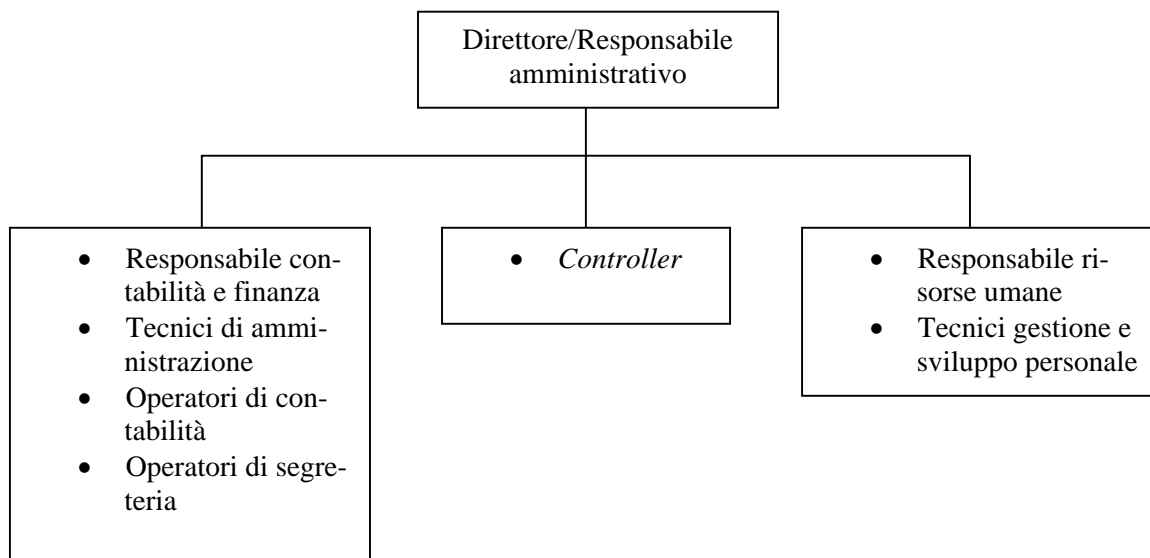 Direttore/Responsabile
amministrativo
• Responsabile con-
tabilità e finanza
• Tecnici di ammi-
nistrazione
• Operatori di con-
tabilità
• Operatori di segre-
teria
• Controller
• Responsabile ri-
sorse umane
• Tecnici gestione e
sviluppo personale